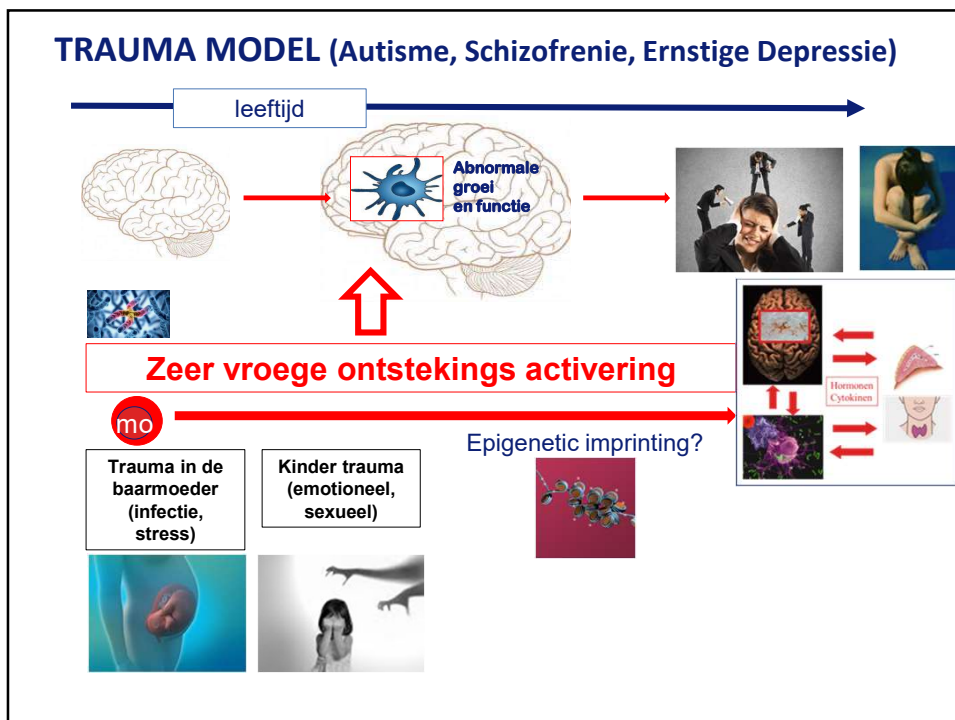 TRAUMA MODEL (Autisme, Schizofrenie, Ernstige Depressie)
leeftijd
Abnormale
groei
en functie
Zeer vroege ontstekings activering
Hormonen
Cytokinen
mo
Epigenetic imprinting?
Trauma in de
baarmoeder
(infectie,
stress)
Kinder trauma
(emotioneel,
sexueel)